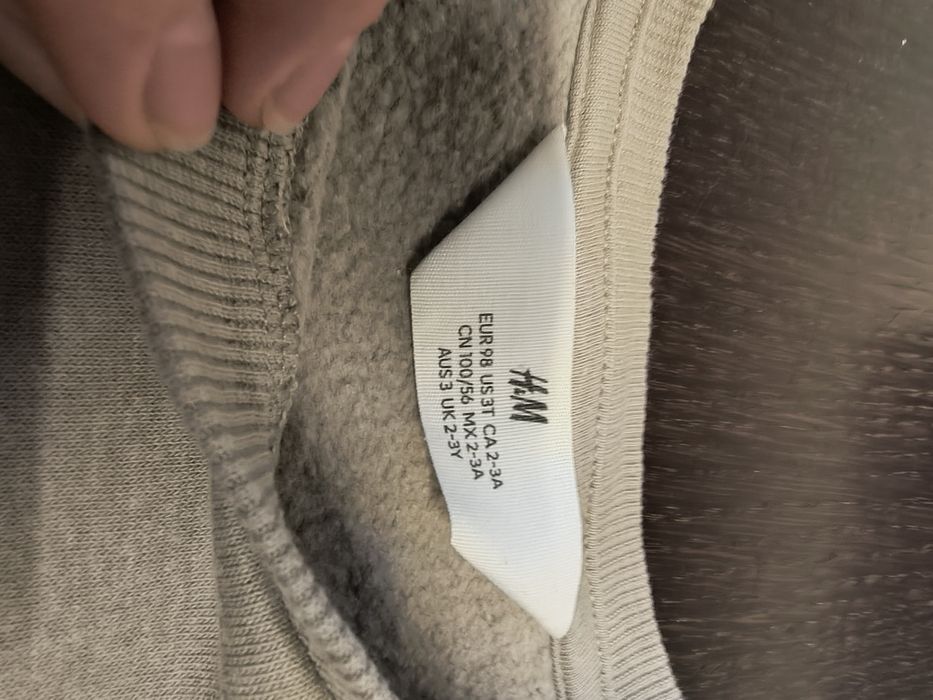 H&M
EUR 98 US 3T CA 2-3A
CN 100/56 MX 2-3A
AUS 3 UK 2-3Y